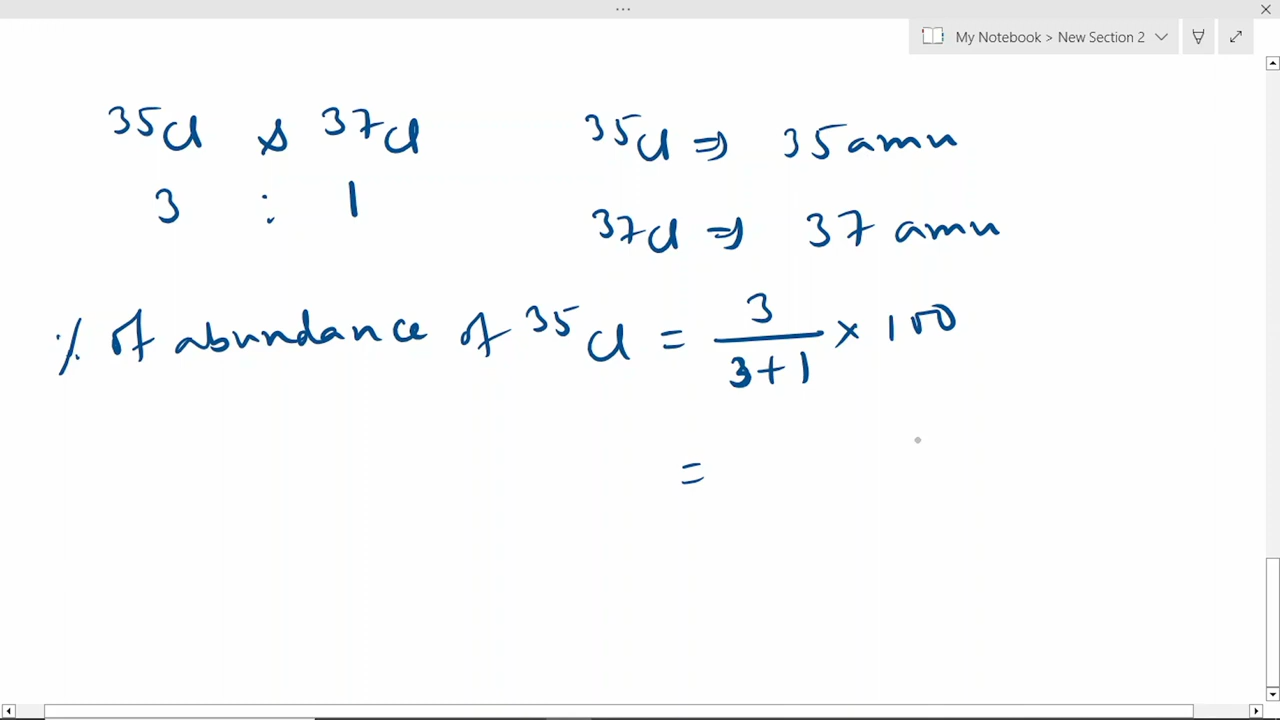 My Notebook > New Section 2
³⁵Cl & ³⁷Cl
3 : 1
³⁵Cl ⇒ 35 amu
³⁷Cl ⇒ 37 amu
% of abundance of ³⁵Cl = 3/(3+1) × 100
=